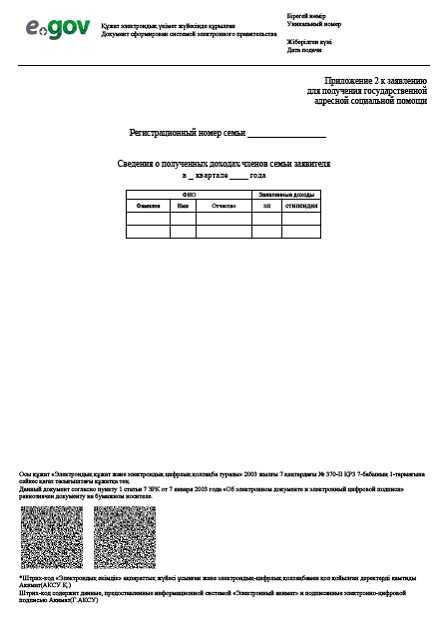 e.gov
Құжат электрондық үкімет жүйесінде құрылған
Документ сформирован системой электронного правительства
Бірегей нөмір
Уникальный номер
Жіберілген күні
Дата подачи
Приложение 2 к заявлению
для получения государственной
адресной социальной помощи
Регистрационный номер семьи ________________
Сведения о полученных доходах членов семьи заявителя
в _ квартале ____ года
ФИО Заявленные доходы
Фамилия Имя Отчество зп стипендия
Осы құжат «Электрондық құжат және электрондық цифрлық қолтаңба туралы» 2003 жылғы 7 қаңтардағы № 370-II ҚРЗ 7-бабының 1-тармағына
сәйкес қағаз тасығыштағы құжатқа тең.
Данный документ согласно пункту 1 статьи 7 ЗРК от 7 января 2003 года «Об электронном документе и электронный цифровой подписи»
равнозначен документу на бумажном носителе.
*Штрих-код «Электрондық әкімдік» ақпараттық жүйесі ұсынған және электрондық-цифрлық қолтаңбамен қол қойылған деректерді қамтиды
Акимат(АКСУ Қ.)
Штрих-код содержит данные, предоставленные информационной системой «Электронный акимат» и подписанные электронно-цифровой
подписью Акимат(Г.АКСУ)